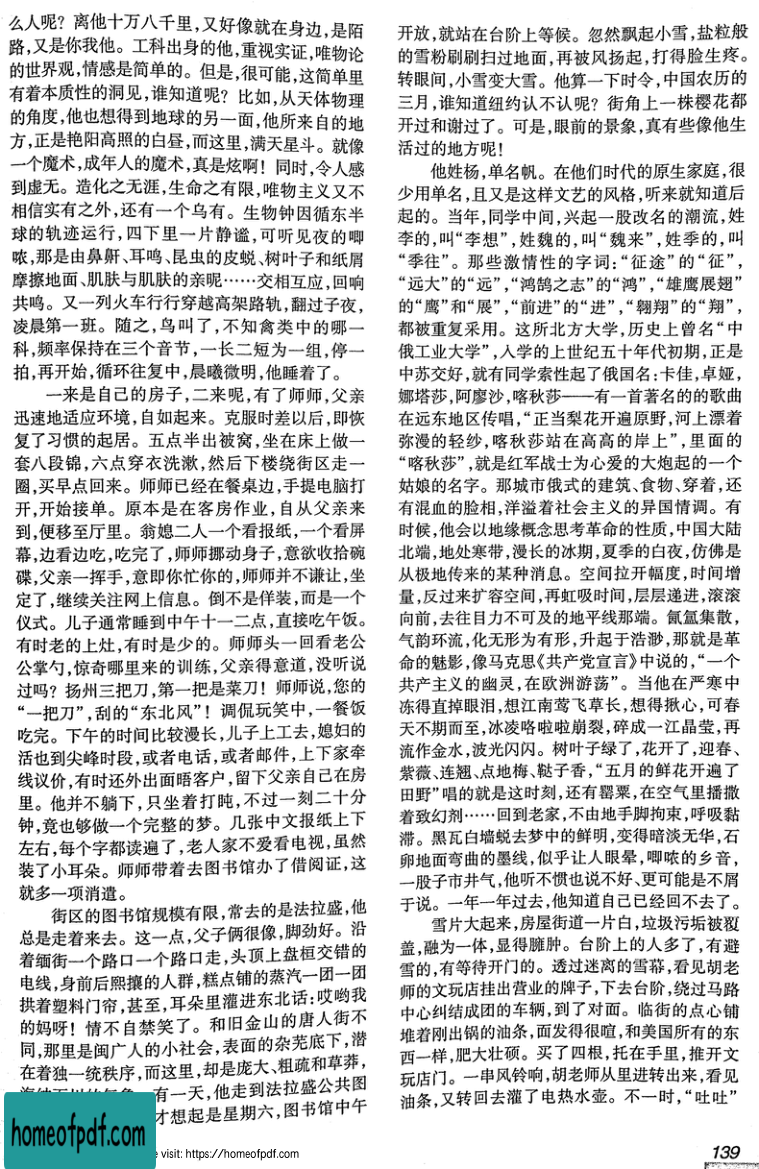 么人呢？离他十万八千里，又好像就在身边，是陌
路，又是你我他。工科出身的他，重视实证，唯物论
的世界观，情感是简单的。但是，很可能，这简单里
有着本质性的洞见，谁知道呢？比如，从天体物理
的角度，他也想得到地球的另一面，他所来自的地
方，正是艳阳高照的白昼，而这里，满天星斗。就像
一个魔术，成年人的魔术，真是炫啊！同时，令人感
到虚无。造化之无涯，生命之有限，唯物主义又不
相信实有之外，还有一个乌有。生物钟因循东半
球的轨迹运行，四下里一片静谧，可听见夜的唧
哝，那是由鼻鼾、耳鸣、昆虫的皮蜕、树叶子和纸屑
摩擦地面、肌肤与肌肤的亲昵……交相互应，回响
共鸣。又一列火车行行穿越高架路轨，翻过子夜，
凌晨第一班。随之，鸟叫了，不知禽类中的哪一
科，频率保持在三个音节，一长二短为一组，停一
拍，再开始，循环往复中，晨曦微明，他睡着了。
一来是自己的房子，二来呢，有了师师，父亲
迅速地适应环境，自如起来。克服时差以后，即恢
复了习惯的起居。五点半出被窝，坐在床上做一
套八段锦，六点穿衣洗漱，然后下楼绕街区走一
圈，买早点回来。师师已经在餐桌边，手提电脑打
开，开始接单。原本是在客房作业，自从父亲来
到，便移至厅里。翁媳二人一个看报纸，一个看屏
幕，边看边吃，吃完了，师师挪动身子，意欲收拾碗
碟，父亲一挥手，意即你忙你的，师师并不谦让，坐
定了，继续关注网上信息。倒不是佯装，而是一个
仪式。儿子通常睡到中午十一二点，直接吃午饭。
有时老的上灶，有时是少的。师师头一回看老公
公掌勺，惊奇哪里来的训练，父亲得意道，没听说
过吗？扬州三把刀，第一把是菜刀！师师说，您的
“一把刀”，刮的“东北风”！调侃玩笑中，一餐饭
吃完。下午的时间比较漫长，儿子上工去，媳妇的
活也到尖峰时段，或者电话，或者邮件，上下家牵
线议价，有时还外出面晤客户，留下父亲自己在房
里。他并不躺下，只坐着打盹，不过一刻二十分
钟，竟也够做一个完整的梦。几张中文报纸上下
左右，每个字都读遍了，老人家不爱看电视，虽然
装了小耳朵。师师带着去图书馆办了借阅证，这
就多一项消遣。
街区的图书馆规模有限，常去的是法拉盛，他
总是走着来去。这一点，父子俩很像，脚劲好。沿
着缅街一个路口一个路口走，头顶上盘桓交错的
电线，身前后熙攘的人群，糕点铺的蒸汽一团一团
拱着塑料门帘，甚至，耳朵里灌进东北话：哎哟我
的妈呀！情不自禁笑了。和旧金山的唐人街不
同，那里是闽广人的小社会，表面的杂芜底下，潜
在着独一统秩序，而这里，却是庞大、粗疏和草莽，
有一天，他走到法拉盛公共图
才想起是星期六，图书馆中午
开放，就站在台阶上等候。忽然飘起小雪，盐粒般
的雪粉刷刷扫过地面，再被风扬起，打得脸生疼。
转眼间，小雪变大雪。他算一下时令，中国农历的
三月，谁知道纽约认不认呢？街角上一株樱花都
开过和谢过了。可是，眼前的景象，真有些像他生
活过的地方呢！
他姓杨，单名帆。在他们时代的原生家庭，很
少用单名，且又是这样文艺的风格，听来就知道后
起的。当年，同学中间，兴起一股改名的潮流，姓
李的，叫“李想”，姓魏的，叫“魏来”，姓季的，叫
“季往”。那些激情性的字词：“征途”的“征”，
“远大”的“远”，“鸿鹄之志”的“鸿”，“雄鹰展翅”
的“鹰”和“展”，“前进”的“进”，“翱翔”的“翔”，
都被重复采用。这所北方大学，历史上曾名“中
俄工业大学”，入学的上世纪五十年代初期，正是
中苏交好，就有同学索性起了俄国名：卡佳，卓娅，
娜塔莎，阿廖沙，喀秋莎——有一首著名的的歌曲
在远东地区传唱，“正当梨花开遍原野，河上漂着
弥漫的轻纱，喀秋莎站在高高的岸上”，里面的
“喀秋莎”，就是红军战士为心爱的大炮起的一个
姑娘的名字。那城市俄式的建筑、食物、穿着，还
有混血的脸相，洋溢着社会主义的异国情调。有
时候，他会以地缘概念思考革命的性质，中国大陆
北端，地处寒带，漫长的冰期，夏季的白夜，仿佛是
从极地传来的某种消息。空间拉开幅度，时间增
量，反过来扩容空间，再虹吸时间，层层递进，滚滚
向前，去往目力不可及的地平线那端。氤氲集散，
气韵环流，化无形为有形，升起于浩渺，那就是革
命的魅影，像马克思《共产党宣言》中说的，“一个
共产主义的幽灵，在欧洲游荡”。当他在严寒中
冻得直掉眼泪，想江南莺飞草长，想得揪心，可春
天不期而至，冰凌咯啦啦崩裂，碎成一江晶莹，再
流作金水，波光闪闪。树叶子绿了，花开了，迎春、
紫薇、连翘、点地梅、鞑子香，“五月的鲜花开遍了
田野”唱的就是这时刻，还有罂粟，在空气里播撒
着致幻剂……回到老家，不由地手脚拘束，呼吸黏
滞。黑瓦白墙蜕去梦中的鲜明，变得暗淡无华，石
卵地面弯曲的墨线，似乎让人眼晕，唧哝的乡音，
一股子市井气，他听不惯也说不好、更可能是不屑
于说。一年一年过去，他知道自己已经回不去了。
雪片大起来，房屋街道一片白，垃圾污垢被覆
盖，融为一体，显得臃肿。台阶上的人多了，有避
雪的，有等待开门的。透过迷离的雪幕，看见胡老
师的文玩店挂出营业的牌子，下去台阶，绕过马路
中心纠结成团的车辆，到了对面。临街的点心铺
堆着刚出锅的油条，而发得很喧，和美国所有的东
西一样，肥大壮硕。买了四根，托在手里，推开文
玩店门。一串风铃响，胡老师从里进转出来，看见
油条，又转回去灌了电热水壶。不一时，“吐吐”
139
homeofpdf.com
e visit: https://homeofpdf.com